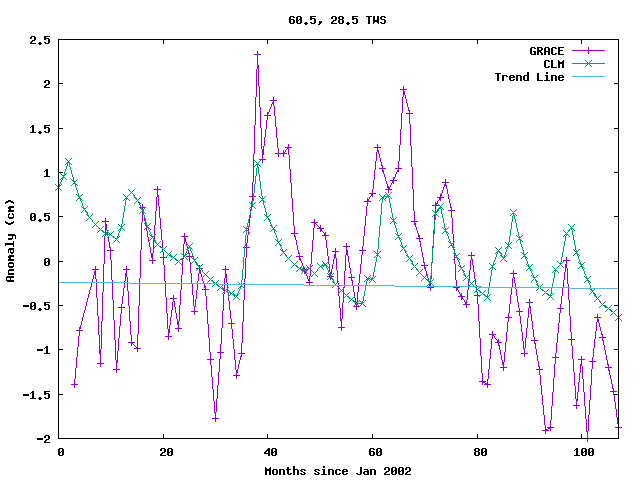 60.5, 28.5 TWS
GRACE
CLM
Trend Line
Anomaly (cm)
2.5
2
1.5
1
0.5
0
-0.5
-1
-1.5
-2
0 20 40 60 80 100
Months since Jan 2002